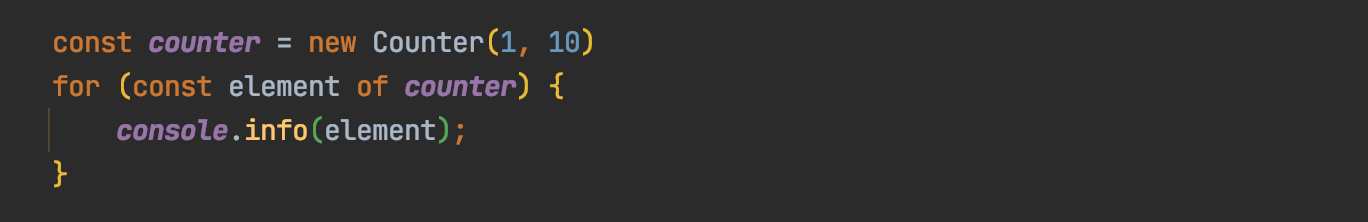 const counter = new Counter(1, 10)
for (const element of counter) {
    console.info(element);
}